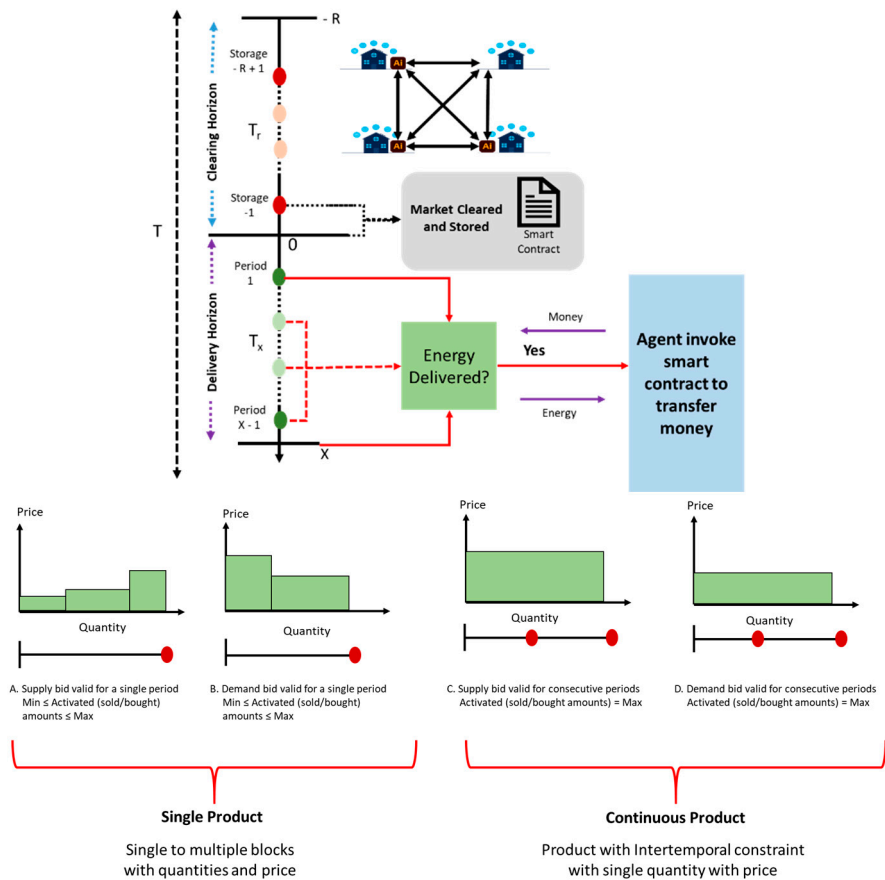 - R
Storage
- R + 1
Ai
Clearing Horizon
Tr
Ai
Ai
Storage
-1
Market Cleared
and Stored
Smart
Contract
T
0
Period
1
Delivery Horizon
Tx
Energy
Delivered?
Money
Yes
Energy
Agent invoke
smart
contract to
transfer
money
Period
X - 1
X
Price
Quantity
Price
Quantity
Price
Quantity
Price
Quantity
A. Supply bid valid for a single period
Min ≤ Activated (sold/bought)
amounts ≤ Max
B. Demand bid valid for a single period
Min ≤ Activated (sold/bought)
amounts ≤ Max
C. Supply bid valid for consecutive periods
Activated (sold/bought amounts) = Max
D. Demand bid valid for consecutive periods
Activated (sold/bought amounts) = Max
Single Product
Single to multiple blocks
with quantities and price
Continuous Product
Product with Intertemporal constraint
with single quantity with price